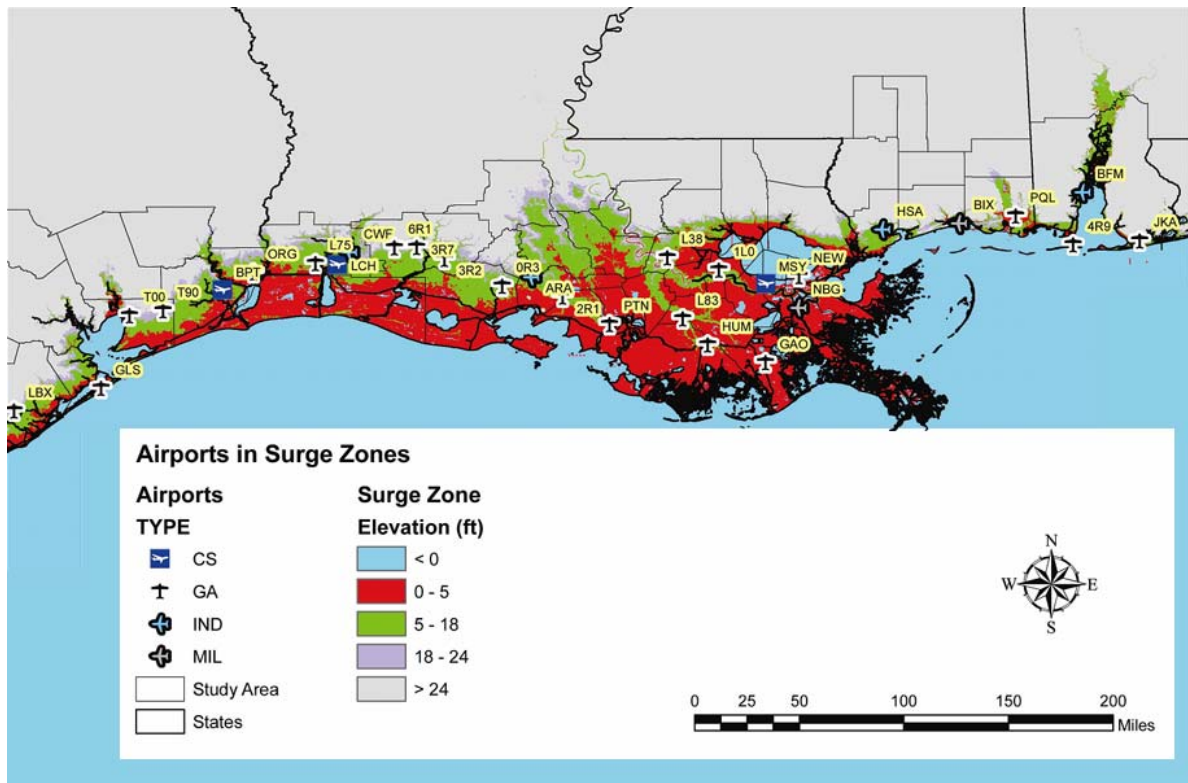 BFM
BIX
PQL
HSA
4R9
JKA
6R1
CWF
L75
3R7
ORG
LCH
L38
1L0
NEW
MSY
BPT
3R2
0R3
NBG
T90
T00
ARA
PTN
2R1
L83
HUM
GAO
GLS
LBX
Airports in Surge Zones
Airports
Surge Zone
TYPE
Elevation (ft)
CS
< 0
GA
0 - 5
IND
5 - 18
MIL
18 - 24
Study Area
> 24
States
N
W
E
S
0
25
50
100
150
200
Miles